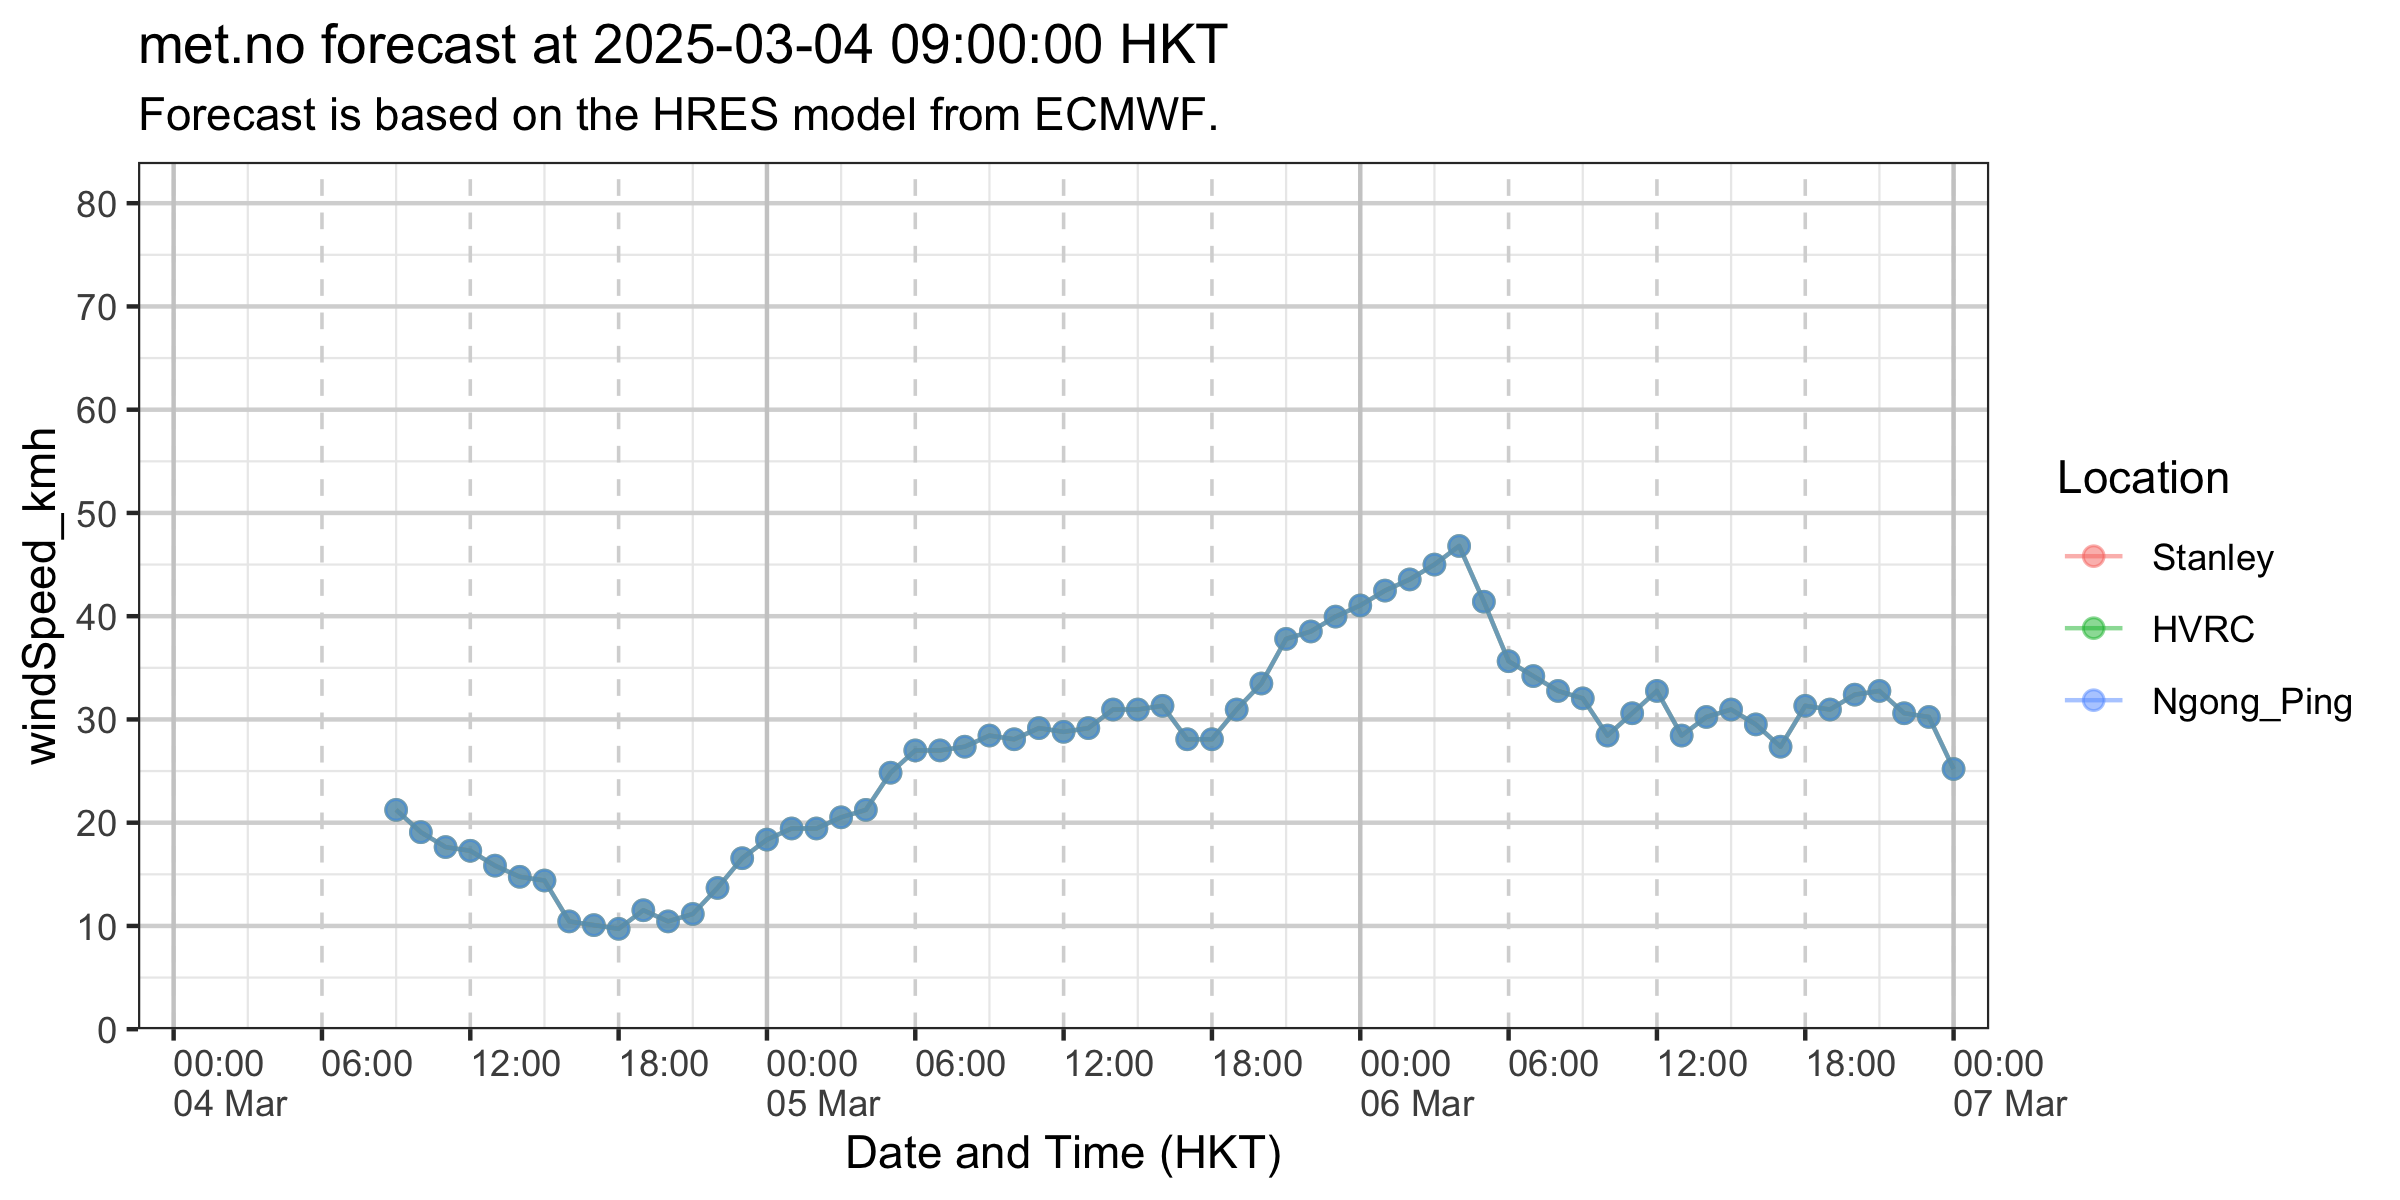 met.no forecast at 2025-03-04 09:00:00 HKT
Forecast is based on the HRES model from ECMWF.
windSpeed_kmh
80
70
60
50
40
30
20
10
0
00:00 06:00 12:00 18:00 00:00 06:00 12:00 18:00 00:00 06:00 12:00 18:00 00:00
04 Mar 05 Mar 06 Mar 07 Mar
Date and Time (HKT)
Location
Stanley
HVRC
Ngong_Ping